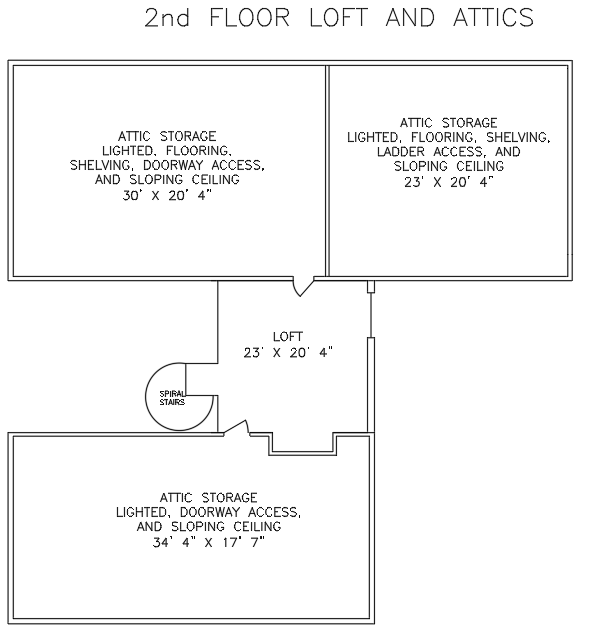 2nd FLOOR LOFT AND ATTICS
ATTIC STORAGE
LIGHTED, FLOORING,
SHELVING, DOORWAY ACCESS,
AND SLOPING CEILING
30' X 20' 4"
ATTIC STORAGE
LIGHTED, FLOORING, SHELVING,
LADDER ACCESS, AND
SLOPING CEILING
23' X 20' 4"
LOFT
23' X 20' 4"
SPIRAL
STAIRS
ATTIC STORAGE
LIGHTED, DOORWAY ACCESS,
AND SLOPING CEILING
34' 4" X 17' 7"